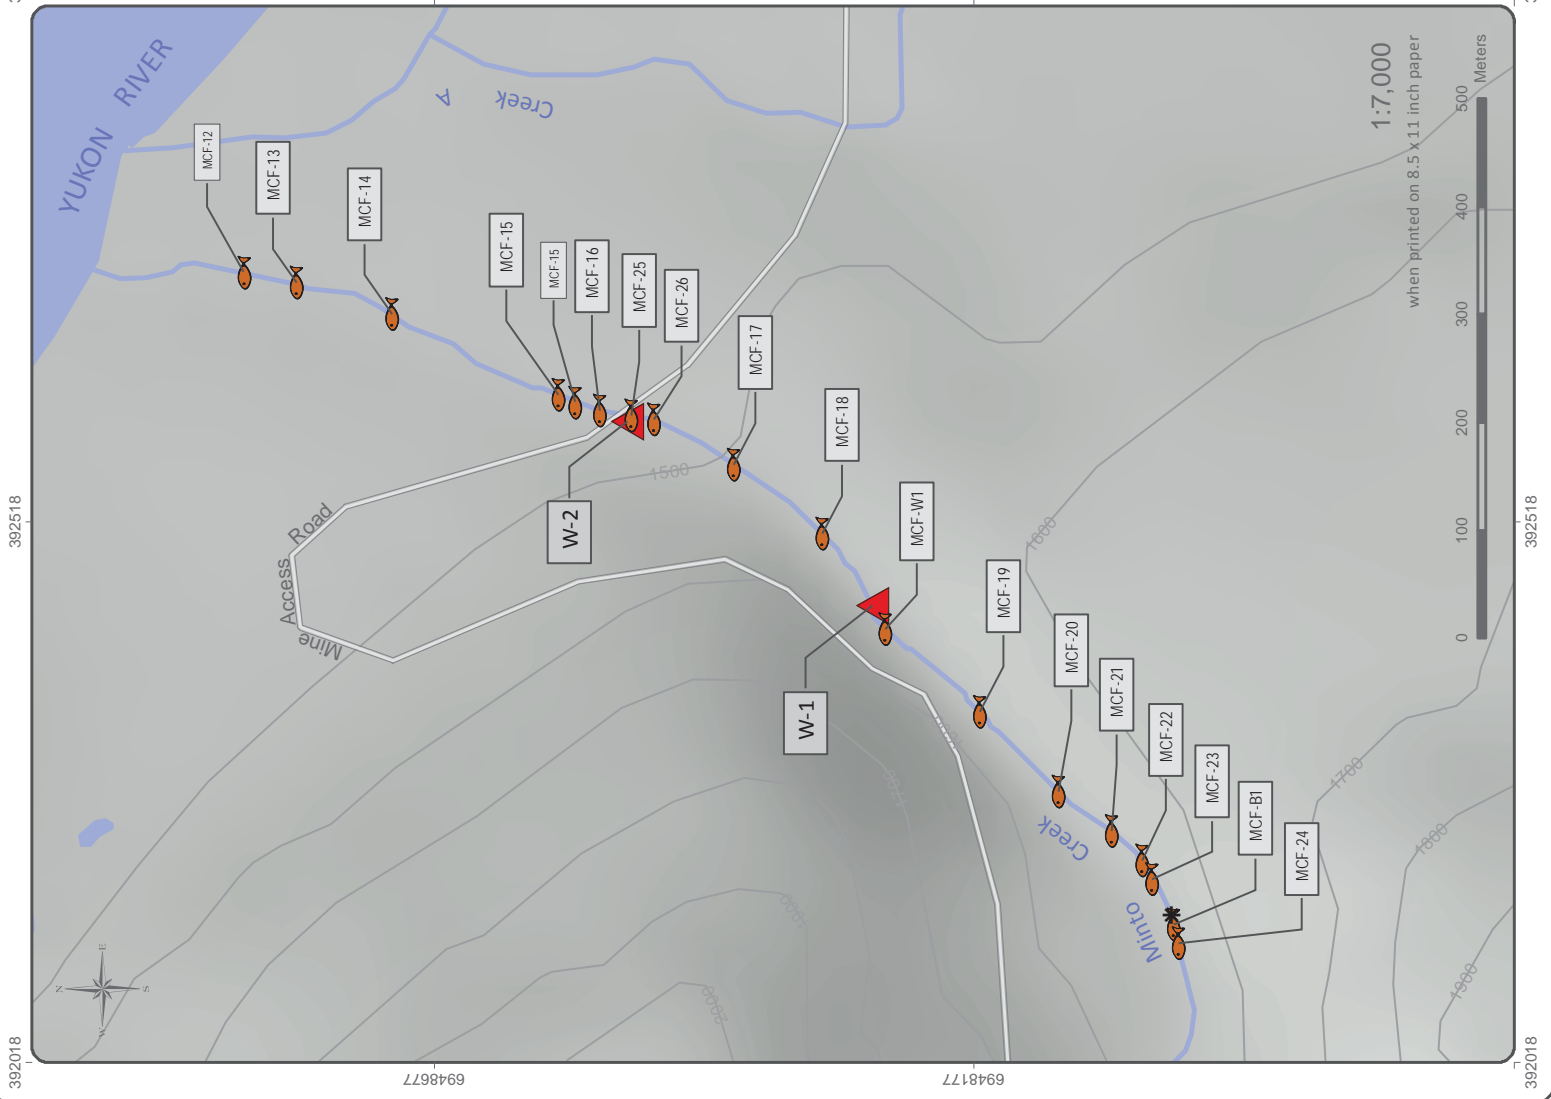 YUKON RIVER
A Creek
MCF-12
MCF-13
MCF-14
MCF-15
MCF-15
MCF-16
MCF-25
MCF-26
MCF-17
MCF-18
MCF-W1
MCF-19
MCF-20
MCF-21
MCF-22
MCF-23
MCF-B1
MCF-24
W-2
W-1
Mine Access Road
Minto Creek
1500
1600
1700
1800
1900
1700
2000
N
E
S
W
1:7,000
when printed on 8.5 x 11 inch paper
0 100 200 300 400 500
Meters
392518
392518
392018
392018
6948677
6948177